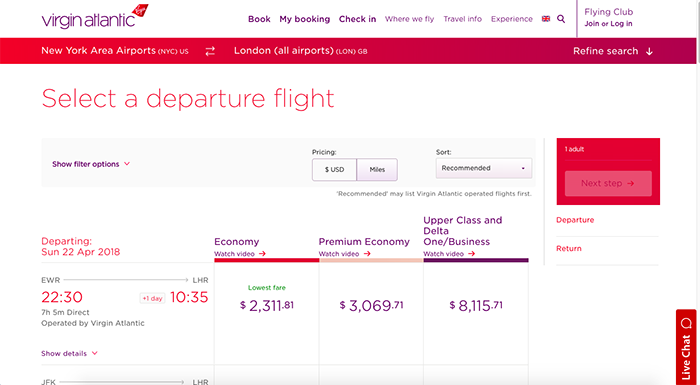 virgin atlantic
Book My booking Check in Where we fly Travel info Experience
Flying Club
Join or Log in
New York Area Airports (NYC) US London (all airports) (LON) GB Refine search
Select a departure flight
Show filter options
Pricing:
$ USD Miles
Sort:
Recommended
'Recommended' may list Virgin Atlantic operated flights first.
1 adult
Next step
Departure
Return
Departing:
Sun 22 Apr 2018
Economy
Watch video
Premium Economy
Watch video
Upper Class and
Delta
One/Business
Watch video
EWR LHR
22:30 +1 day 10:35
7h 5m Direct
Operated by Virgin Atlantic
Show details
Lowest fare
$ 2,311.81
$ 3,069.71
$ 8,115.71
JFK LHR
Live Chat